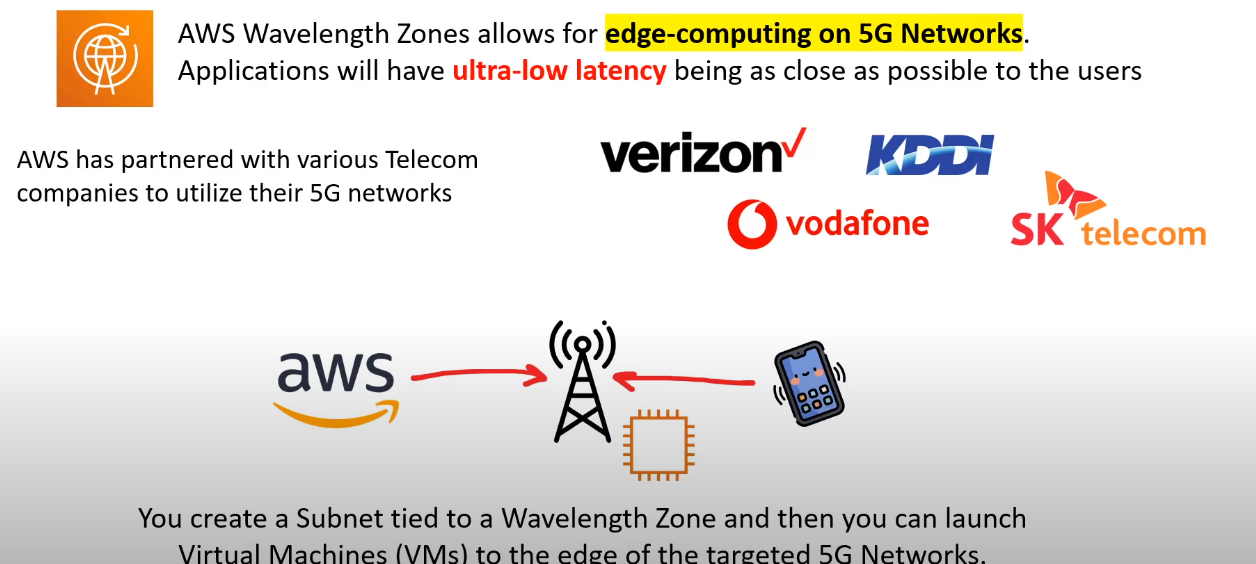 AWS Wavelength Zones allows for edge-computing on 5G Networks.
Applications will have ultra-low latency being as close as possible to the users
AWS has partnered with various Telecom
companies to utilize their 5G networks
verizon
KDDI
vodafone
SK telecom
aws
You create a Subnet tied to a Wavelength Zone and then you can launch
Virtual Machines (VMs) to the edge of the targeted 5G Networks.